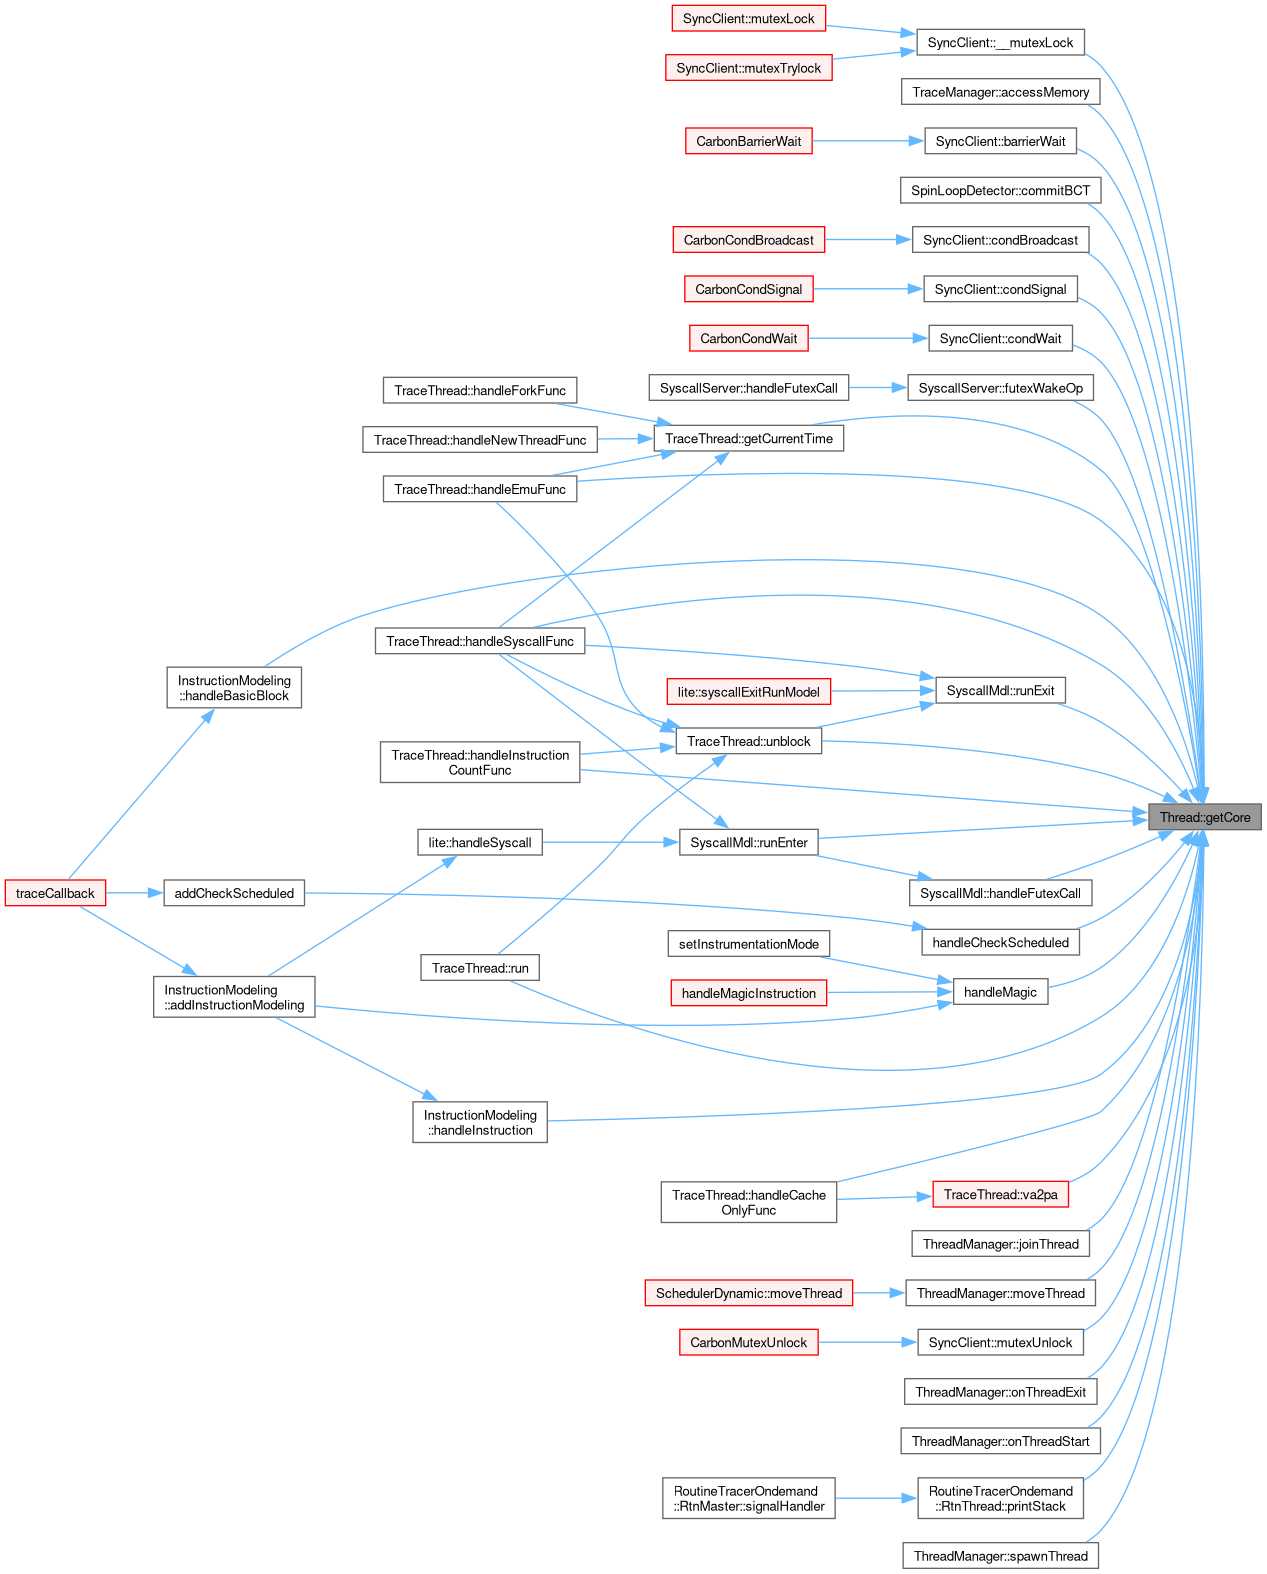 SyncClient::mutexLock
SyncClient::__mutexLock
SyncClient::mutexTrylock
TraceManager::accessMemory
CarbonBarrierWait
SyncClient::barrierWait
SpinLoopDetector::commitBCT
CarbonCondBroadcast
SyncClient::condBroadcast
CarbonCondSignal
SyncClient::condSignal
CarbonCondWait
SyncClient::condWait
TraceThread::handleForkFunc
SyscallServer::handleFutexCall
SyscallServer::futexWakeOp
TraceThread::handleNewThreadFunc
TraceThread::getCurrentTime
TraceThread::handleEmuFunc
TraceThread::handleSyscallFunc
InstructionModeling
::handleBasicBlock
lite::syscallExitRunModel
SyscallMdl::runExit
TraceThread::unblock
TraceThread::handleInstruction
CountFunc
Thread::getCore
lite::handleSyscall
SyscallMdl::runEnter
traceCallback
addCheckScheduled
SyscallMdl::handleFutexCall
setInstrumentationMode
handleCheckScheduled
TraceThread::run
InstructionModeling
::addInstructionModeling
handleMagicInstruction
handleMagic
InstructionModeling
::handleInstruction
TraceThread::handleCache
OnlyFunc
TraceThread::va2pa
ThreadManager::joinThread
SchedulerDynamic::moveThread
ThreadManager::moveThread
CarbonMutexUnlock
SyncClient::mutexUnlock
ThreadManager::onThreadExit
ThreadManager::onThreadStart
RoutineTracerOndemand
::RtnMaster::signalHandler
RoutineTracerOndemand
::RtnThread::printStack
ThreadManager::spawnThread